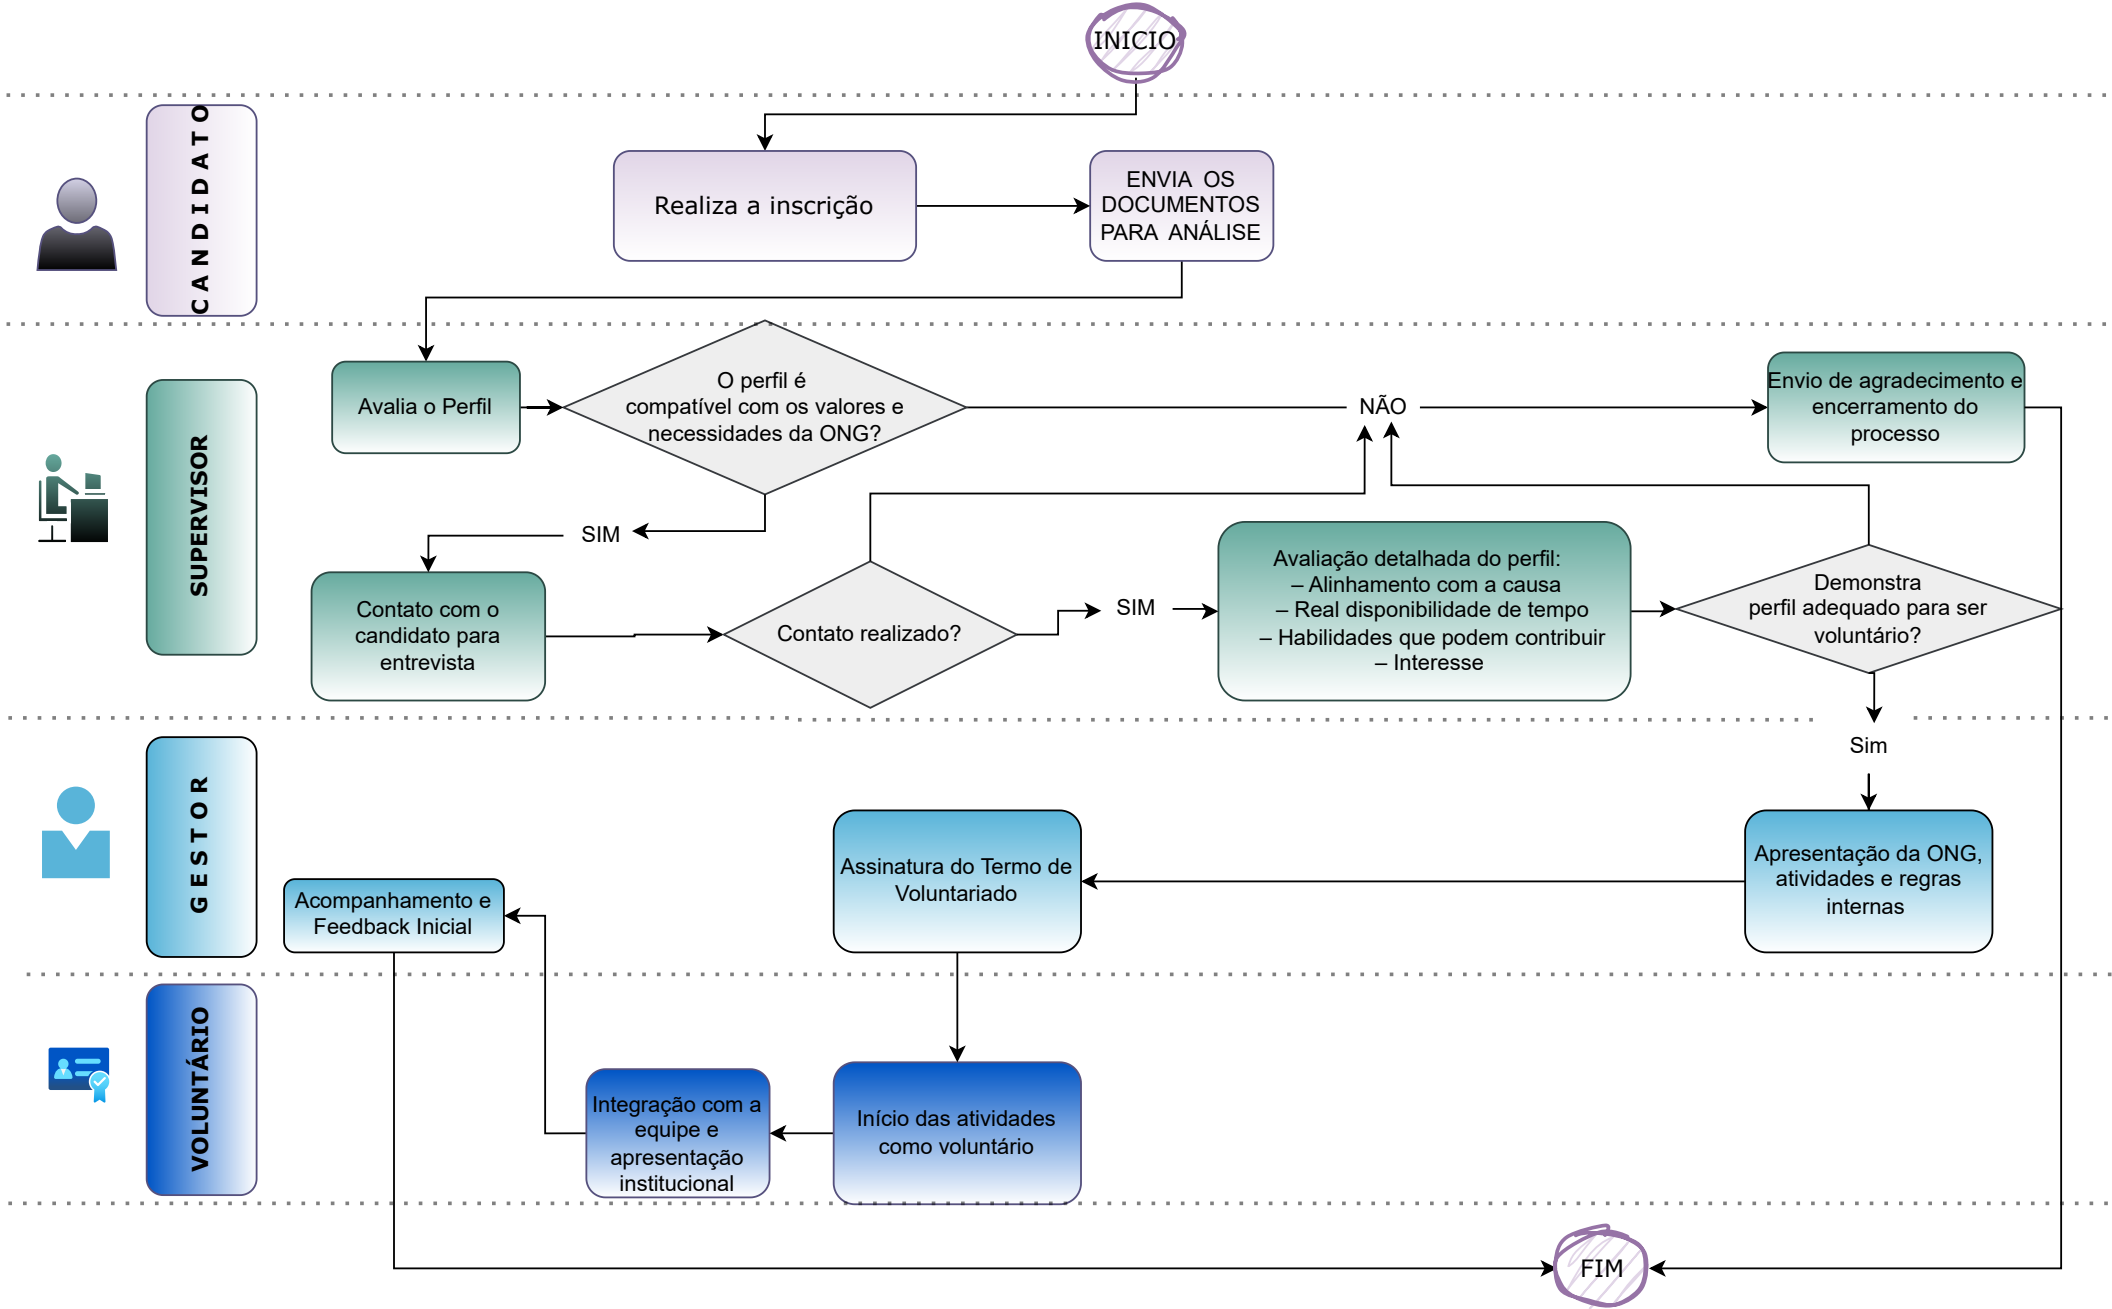 INICIO
CANDIDATO
Realiza a inscrição
ENVIA OS
DOCUMENTOS
PARA ANÁLISE
SUPERVISOR
Avalia o Perfil
O perfil é
compatível com os valores e
necessidades da ONG?
NÃO
Envio de agradecimento e
encerramento do
processo
SIM
Contato com o
candidato para
entrevista
Contato realizado?
SIM
Avaliação detalhada do perfil:
– Alinhamento com a causa
– Real disponibilidade de tempo
– Habilidades que podem contribuir
– Interesse
Demonstra
perfil adequado para ser
voluntário?
Sim
GESTOR
Apresentação da ONG,
atividades e regras
internas
Assinatura do Termo de
Voluntariado
Acompanhamento e
Feedback Inicial
VOLUNTÁRIO
Início das atividades
como voluntário
Integração com a
equipe e
apresentação
institucional
FIM